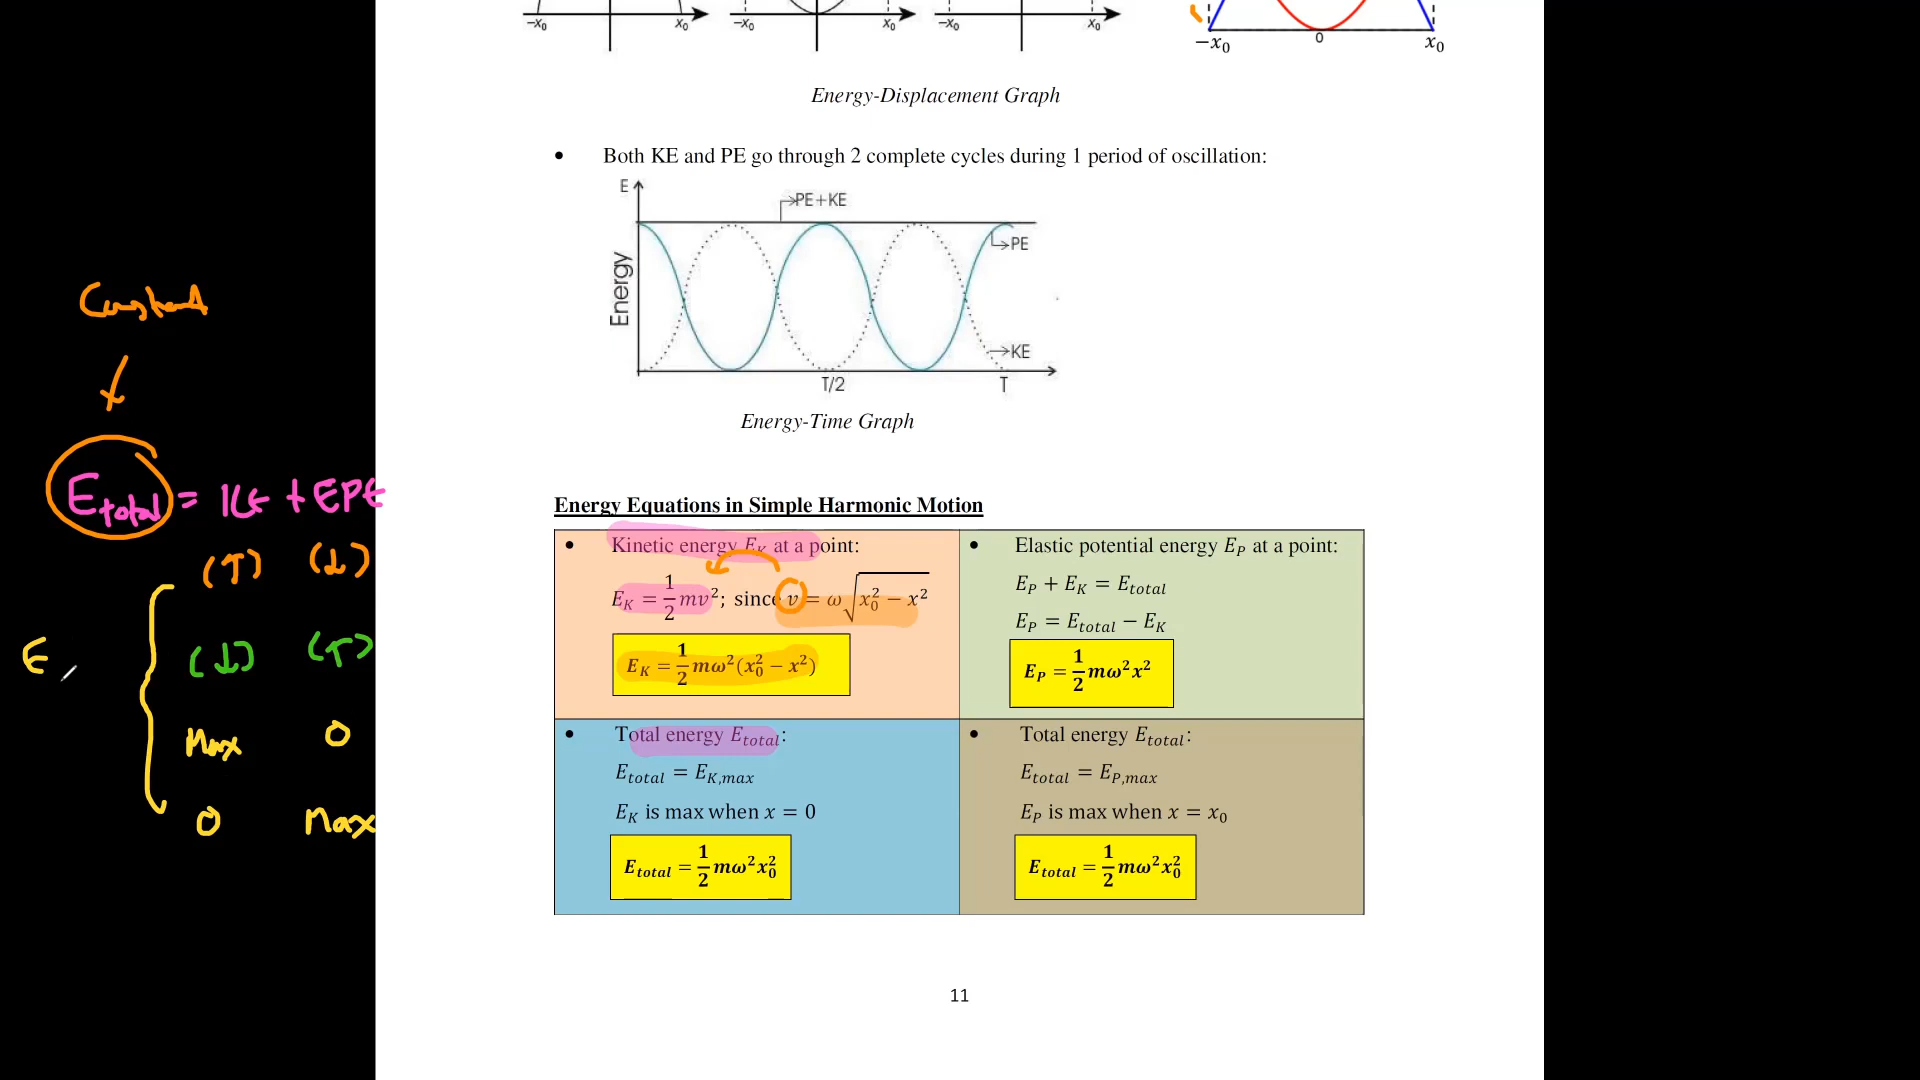 −x₀ x₀ −x₀ x₀ −x₀ x₀ −x₀ 0 x₀
Energy-Displacement Graph
• Both KE and PE go through 2 complete cycles during 1 period of oscillation:
E
PE+KE
PE
Energy
KE
T/2 T
Energy-Time Graph
Constant
E_total = KE + EPE
(↑) (↓)
(↓) (↑)
E
Max 0
0 Max
Energy Equations in Simple Harmonic Motion
• Kinetic energy E_K at a point:
E_K = 1/2 mv²; since v = ω√(x₀² − x²)
E_K = 1/2 mω²(x₀² − x²)
• Elastic potential energy E_P at a point:
E_P + E_K = E_total
E_P = E_total − E_K
E_P = 1/2 mω²x²
• Total energy E_total:
E_total = E_K,max
E_K is max when x = 0
E_total = 1/2 mω²x₀²
• Total energy E_total:
E_total = E_P,max
E_P is max when x = x₀
E_total = 1/2 mω²x₀²
11